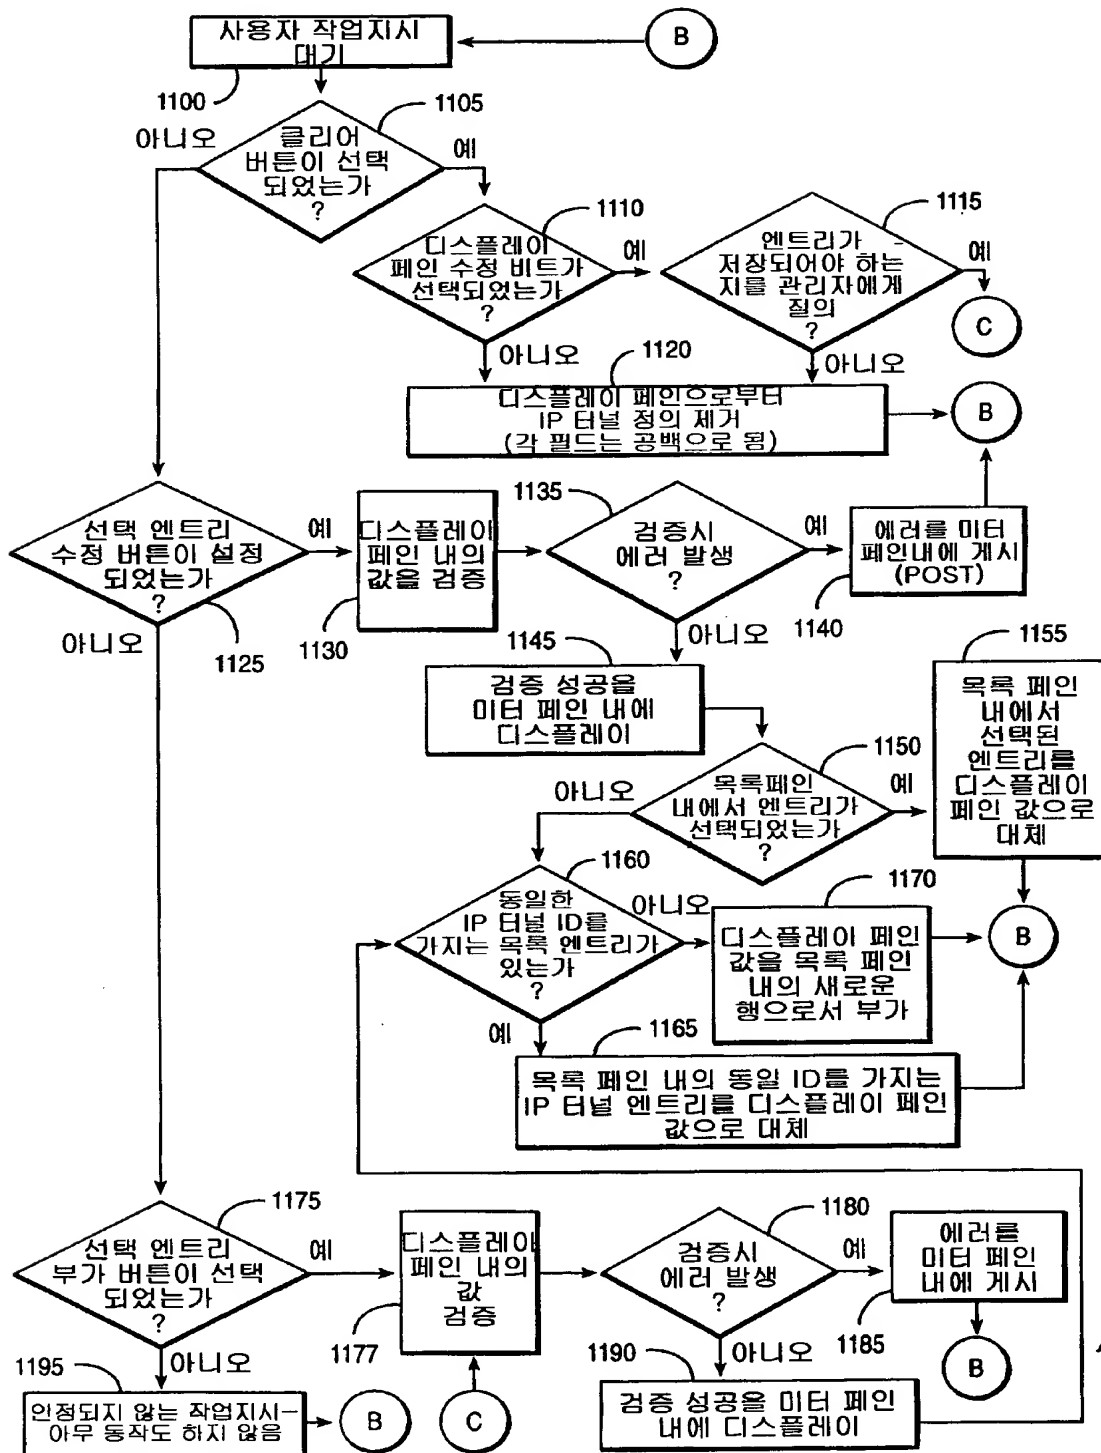 사용자 작업지시
대기
B
1100
1105
클리어
버튼이 선택
되었는가
?
아니오
예
1110
디스플레이
페인 수정 비트가
선택되었는가
?
예
아니오
1115
엔트리가
저장되어야 하는
지를 관리자에게
질의
?
예
C
아니오
1120
디스플레이 페인으로부터
IP 터널 정의 제거
(각 필드는 공백으로 됨)
B
선택 엔트리
수정 버튼이 설정
되었는가
?
예
아니오
1125
디스플레이
페인 내의
값을 검증
1130
1135
검증시
에러 발생
?
예
아니오
에러를 미터
페인내에 게시
(POST)
1140
1145
검증 성공을
미터 페인 내에
디스플레이
1150
목록페인
내에서 엔트리가
선택되었는가
?
아니오
예
1155
목록 페인
내에서
선택된
엔트리를
디스플레이
페인 값으로
대체
1160
동일한
IP 터널 ID를
가지는 목록 엔트리가
있는가
?
아니오
예
1170
디스플레이 페인
값을 목록 페인
내의 새로운
행으로서 부가
B
1165
목록 페인 내의 동일 ID를 가지는
IP 터널 엔트리를 디스플레이 페인
값으로 대체
1175
선택 엔트리
부가 버튼이 선택
되었는가
?
예
아니오
디스플레이
페인 내의
값
검증
1177
C
1180
검증시
에러 발생
?
예
아니오
에러를
미터 페인
내에 게시
1185
B
1190
검증 성공을 미터 페인
내에 디스플레이
1195
인정되지 않는 작업지시-
아무 동작도 하지 않음
B